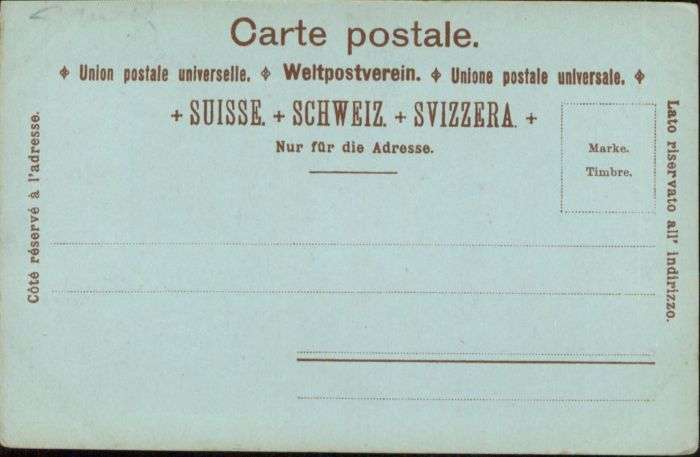 Carte postale.
Union postale universelle. Weltpostverein. Unione postale universale.
+ SUISSE. + SCHWEIZ. + SVIZZERA. +
Nur für die Adresse.
Marke.
Timbre.
Côté réservé à l'adresse.
Lato riservato all' indirizzo.